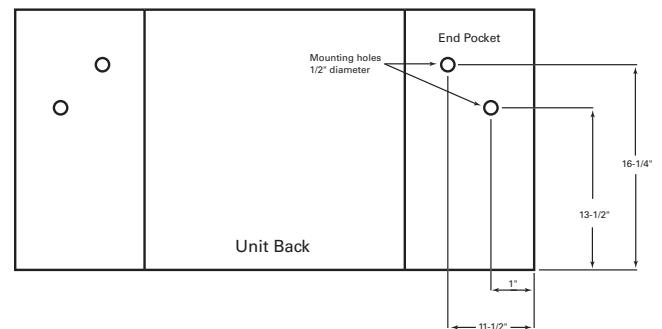 End Pocket
Mounting holes
1/2" diameter
16-1/4"
13-1/2"
Unit Back
1"
11-1/2"